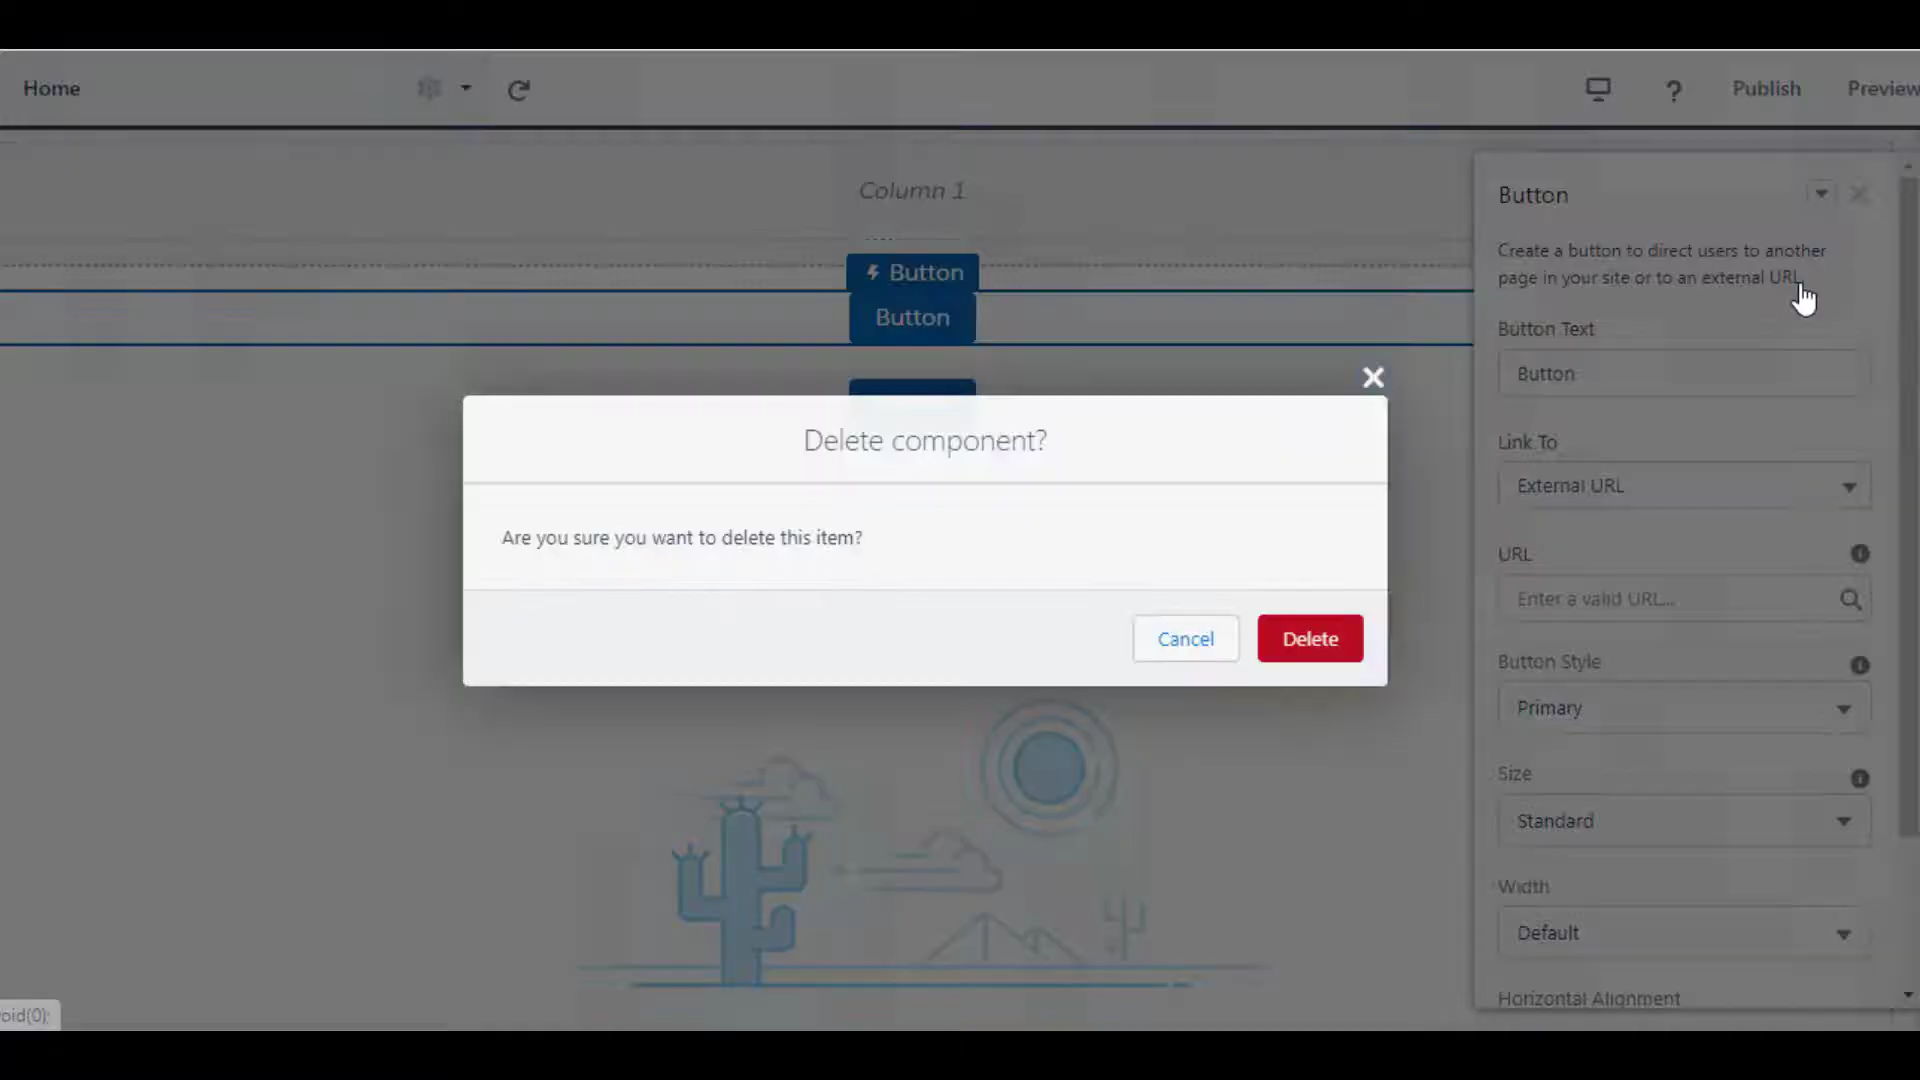 Home
?
Publish
Preview
Column 1
Button
Button
Button
Create a button to direct users to another
page in your site or to an external URL.
Button Text
Button
Link To
External URL
URL
Enter a valid URL...
Button Style
Primary
Size
Standard
Width
Default
Horizontal Alignment
Delete component?
Are you sure you want to delete this item?
Cancel
Delete
oid(0);